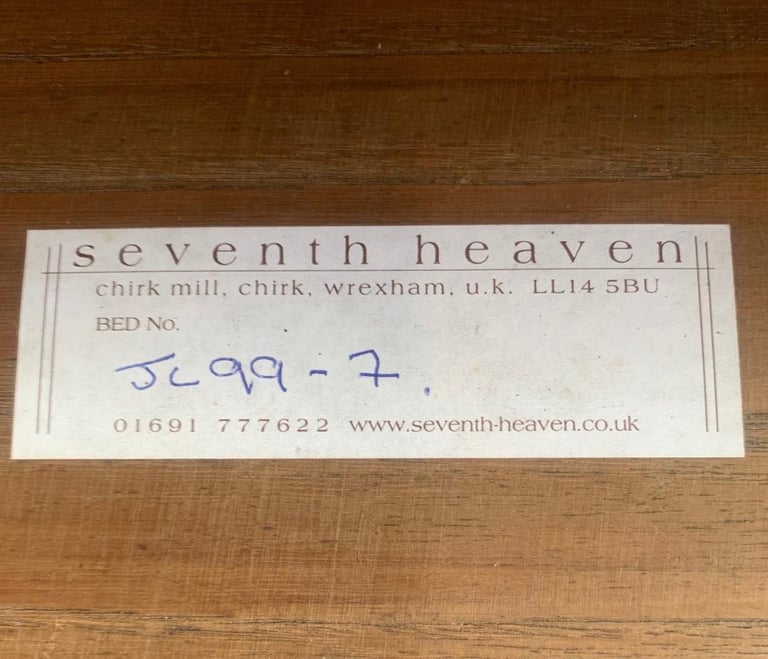 seventh heaven
chirk mill, chirk, wrexham, u.k. LL14 5BU
BED No.
JL99-7.
01691 777622 www.seventh-heaven.co.uk